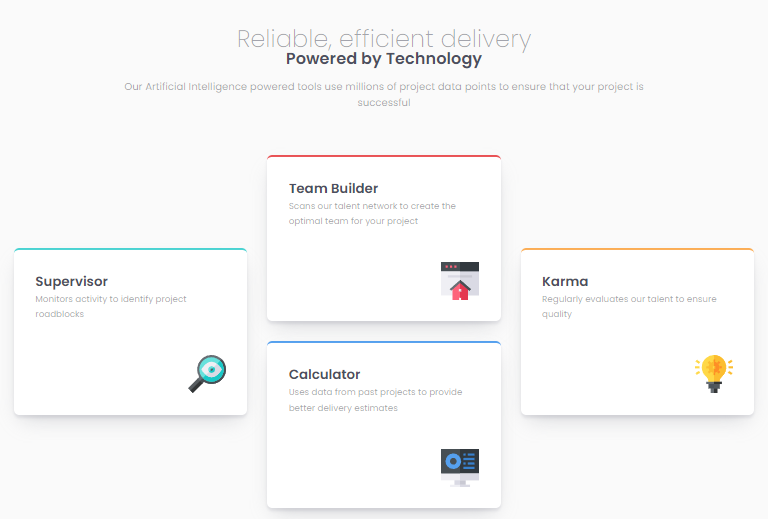 Reliable, efficient delivery
Powered by Technology
Our Artificial Intelligence powered tools use millions of project data points to ensure that your project is
successful
Supervisor
Monitors activity to identify project
roadblocks
Team Builder
Scans our talent network to create the
optimal team for your project
Calculator
Uses data from past projects to provide
better delivery estimates
Karma
Regularly evaluates our talent to ensure
quality